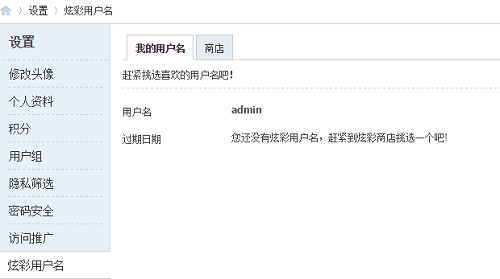 设置 › 炫彩用户名
设置
修改头像
个人资料
积分
用户组
隐私筛选
密码安全
访问推广
炫彩用户名
我的用户名 商店
赶紧挑选喜欢的用户名吧!
用户名 admin
过期日期 您还没有炫彩用户名，赶紧到炫彩商店挑选一个吧!